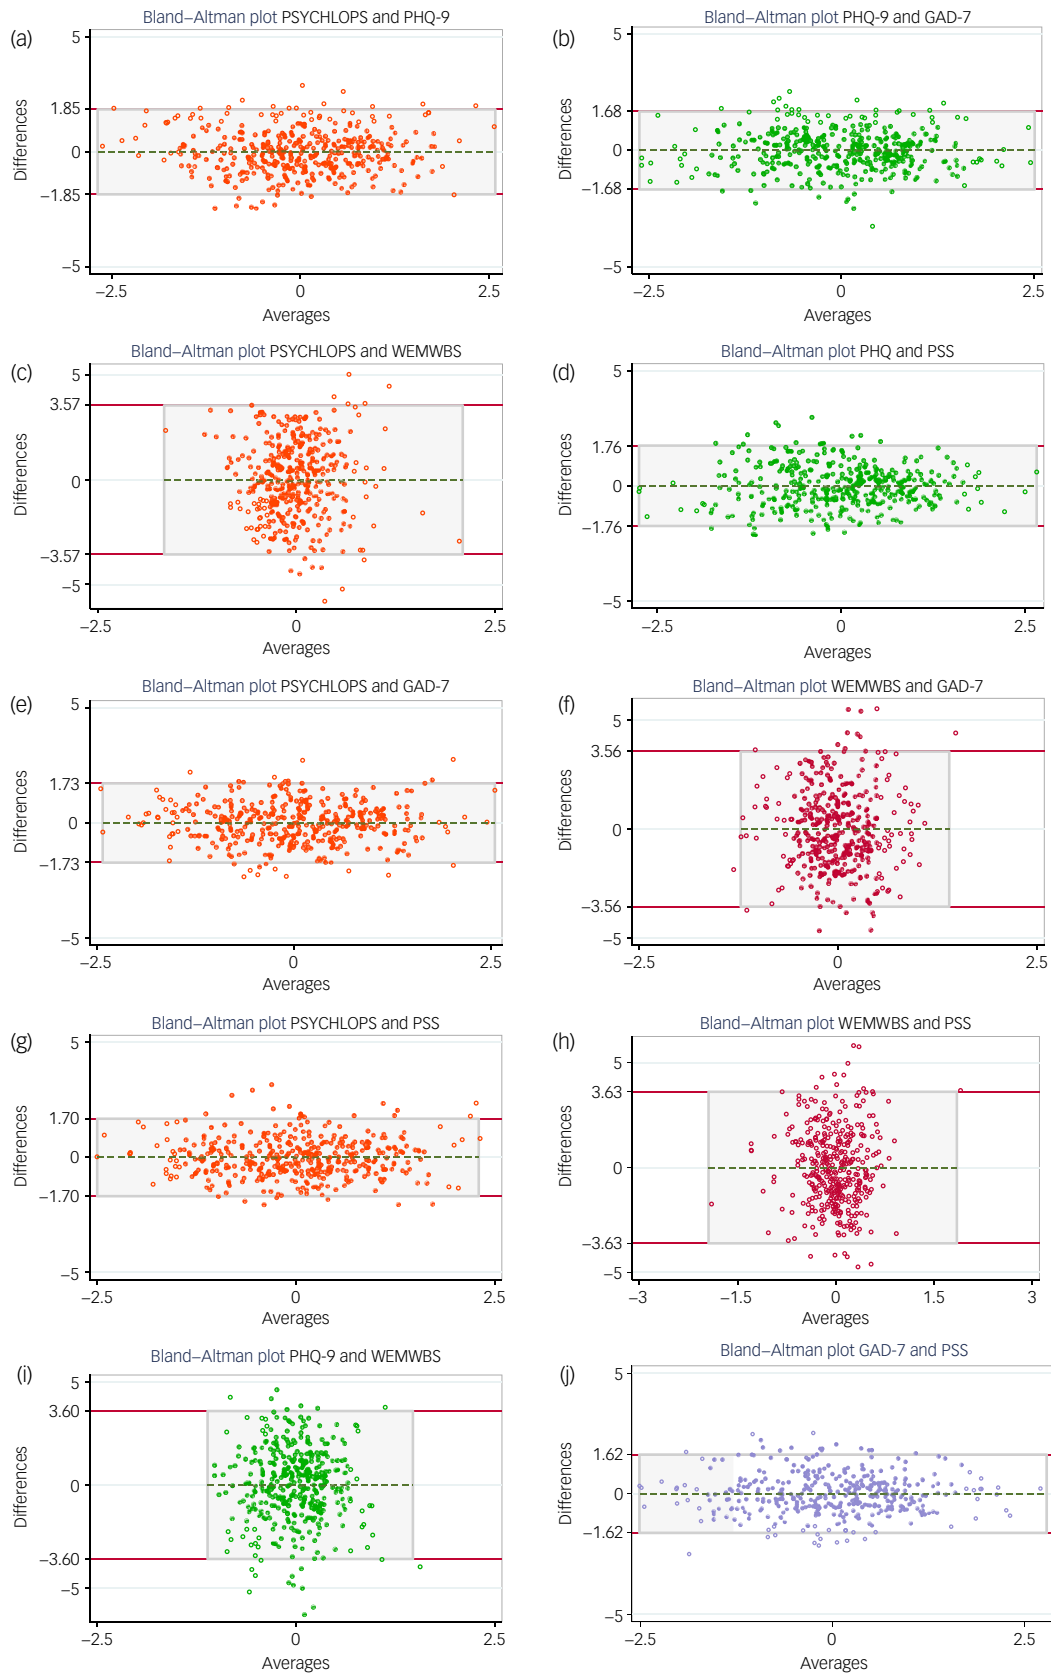 (a)
Bland–Altman plot PSYCHLOPS and PHQ-9
5
1.85
0
–1.85
–5
Differences
–2.5 0 2.5
Averages
(b)
Bland–Altman plot PHQ-9 and GAD-7
5
1.68
0
–1.68
–5
Differences
–2.5 0 2.5
Averages
(c)
Bland–Altman plot PSYCHLOPS and WEMWBS
5
3.57
0
–3.57
–5
Differences
–2.5 0 2.5
Averages
(d)
Bland–Altman plot PHQ and PSS
5
1.76
0
–1.76
–5
Differences
–2.5 0 2.5
Averages
(e)
Bland–Altman plot PSYCHLOPS and GAD-7
5
1.73
0
–1.73
–5
Differences
–2.5 0 2.5
Averages
(f)
Bland–Altman plot WEMWBS and GAD-7
5
3.56
0
–3.56
–5
Differences
–2.5 0 2.5
Averages
(g)
Bland–Altman plot PSYCHLOPS and PSS
5
1.70
0
–1.70
–5
Differences
–2.5 0 2.5
Averages
(h)
Bland–Altman plot WEMWBS and PSS
5
3.63
0
–3.63
–5
Differences
–3 –1.5 0 1.5 3
Averages
(i)
Bland–Altman plot PHQ-9 and WEMWBS
5
3.60
0
–3.60
–5
Differences
–2.5 0 2.5
Averages
(j)
Bland–Altman plot GAD-7 and PSS
5
1.62
0
–1.62
–5
Differences
–2.5 0 2.5
Averages